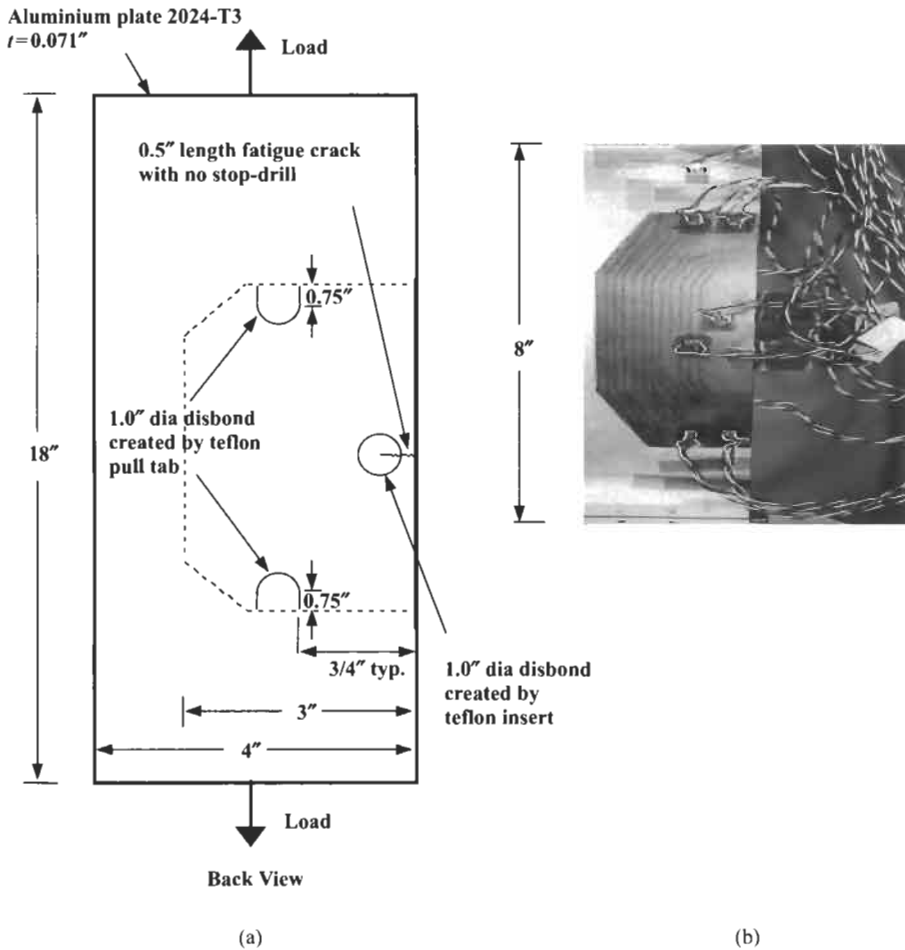 Aluminium plate 2024-T3
t=0.071″
Load
0.5″ length fatigue crack
with no stop-drill
0.75″
8″
1.0″ dia disbond
created by teflon
pull tab
18″
0.75″
3/4″ typ.
1.0″ dia disbond
created by
teflon insert
3″
4″
Load
Back View
(a)
(b)